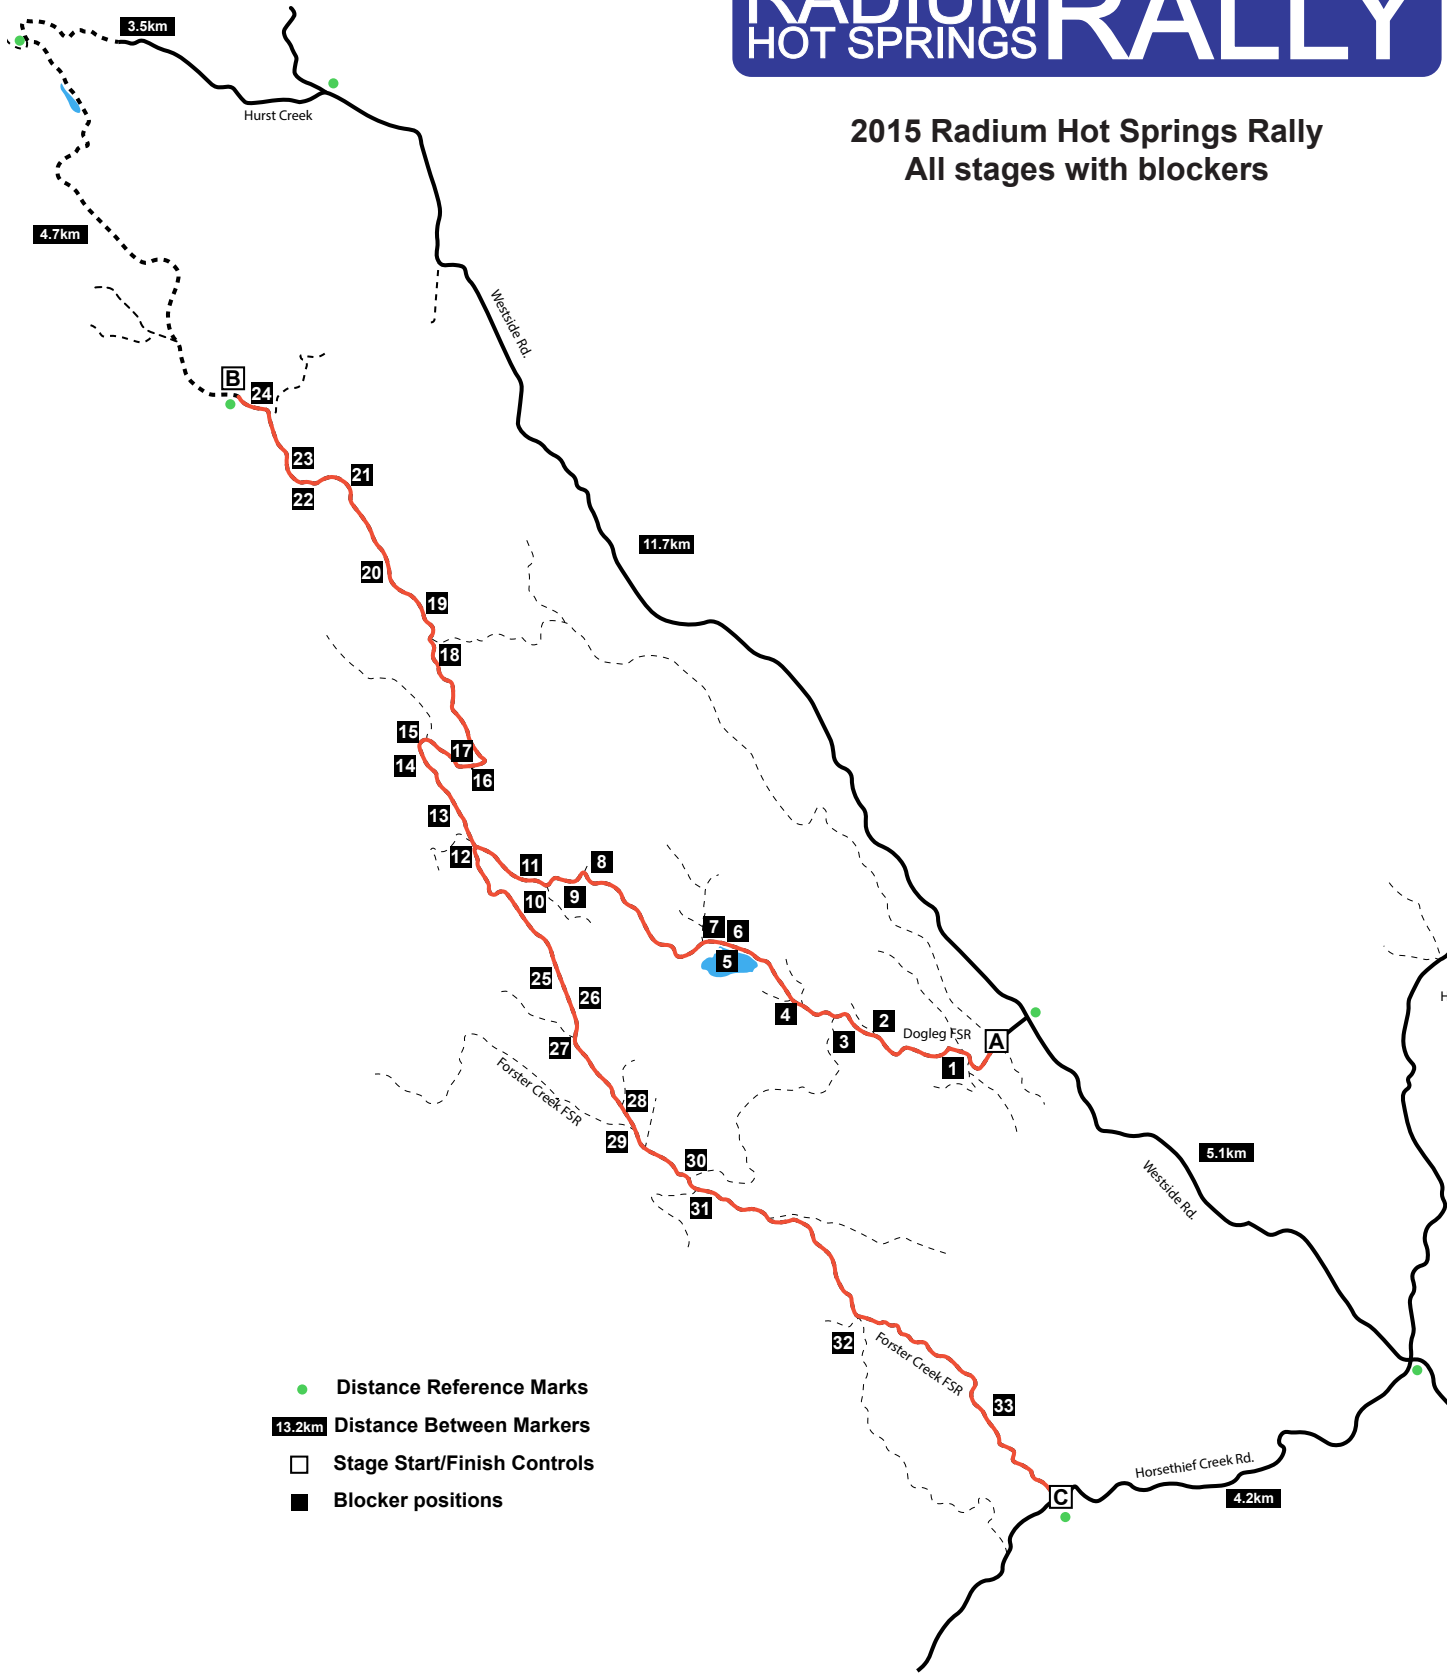 RADIUM
HOT SPRINGS
RALLY
2015 Radium Hot Springs Rally
All stages with blockers
3.5km
Hurst Creek
4.7km
Westside Rd.
B
24
23
22
21
11.7km
20
19
18
15
17
14
16
13
12
11
8
10
9
7
6
5
25
26
4
2
3
Dogleg FSR
A
1
H
27
Forster Creek FSR
28
29
30
31
5.1km
Westside Rd.
32
Forster Creek FSR
33
Horsethief Creek Rd.
C
4.2km
Distance Reference Marks
13.2km Distance Between Markers
Stage Start/Finish Controls
Blocker positions